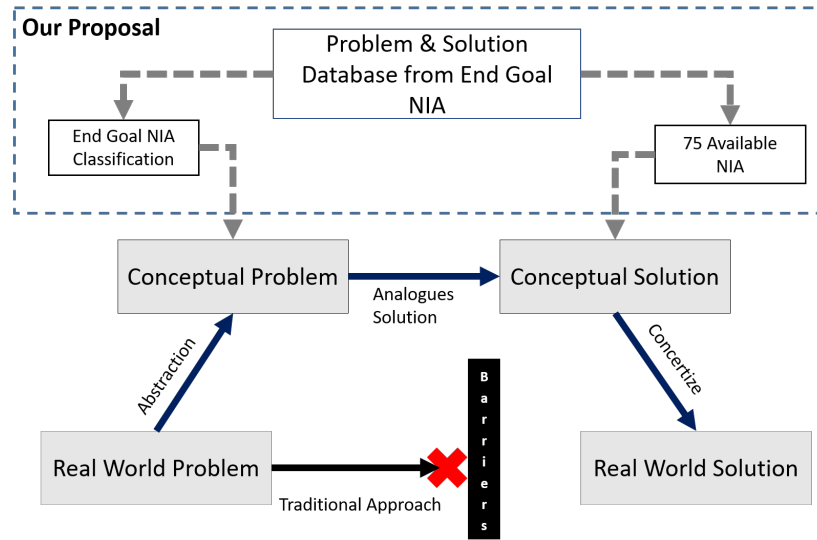 Our Proposal
Problem & Solution
Database from End Goal
NIA
End Goal NIA
Classification
75 Available
NIA
Conceptual Problem
Conceptual Solution
Analogues
Solution
Abstraction
Concertize
Barriers
Real World Problem
Real World Solution
Traditional Approach